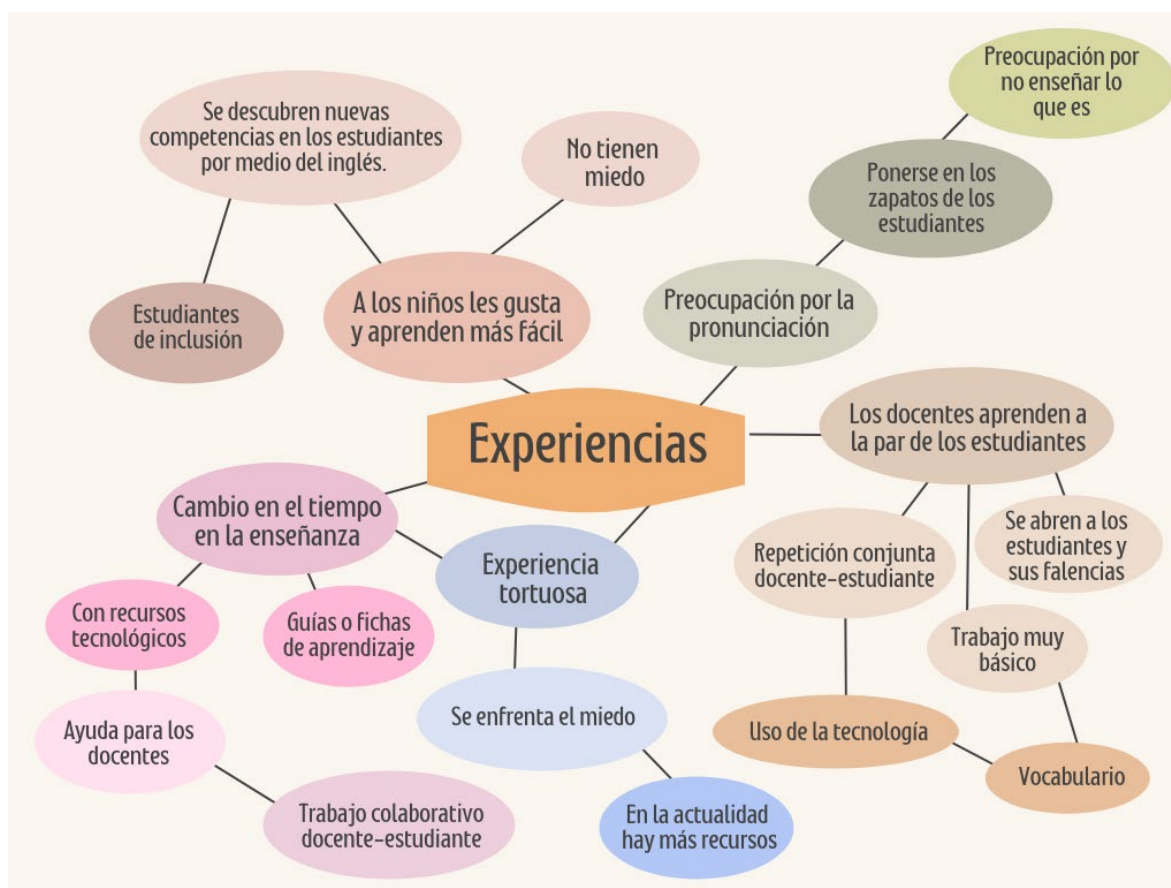 Preocupación por
no enseñar lo
que es
Se descubren nuevas
competencias en los estudiantes
por medio del inglés.
No tienen
miedo
Ponerse en los
zapatos de los
estudiantes
Estudiantes
de inclusión
A los niños les gusta
y aprenden más fácil
Preocupación por la
pronunciación
Experiencias
Los docentes aprenden a
la par de los estudiantes
Cambio en el tiempo
en la enseñanza
Experiencia
tortuosa
Repetición conjunta
docente-estudiante
Se abren a los
estudiantes y
sus falencias
Con recursos
tecnológicos
Guías o fichas
de aprendizaje
Trabajo muy
básico
Ayuda para los
docentes
Se enfrenta el miedo
Uso de la tecnología
Vocabulario
Trabajo colaborativo
docente-estudiante
En la actualidad
hay más recursos